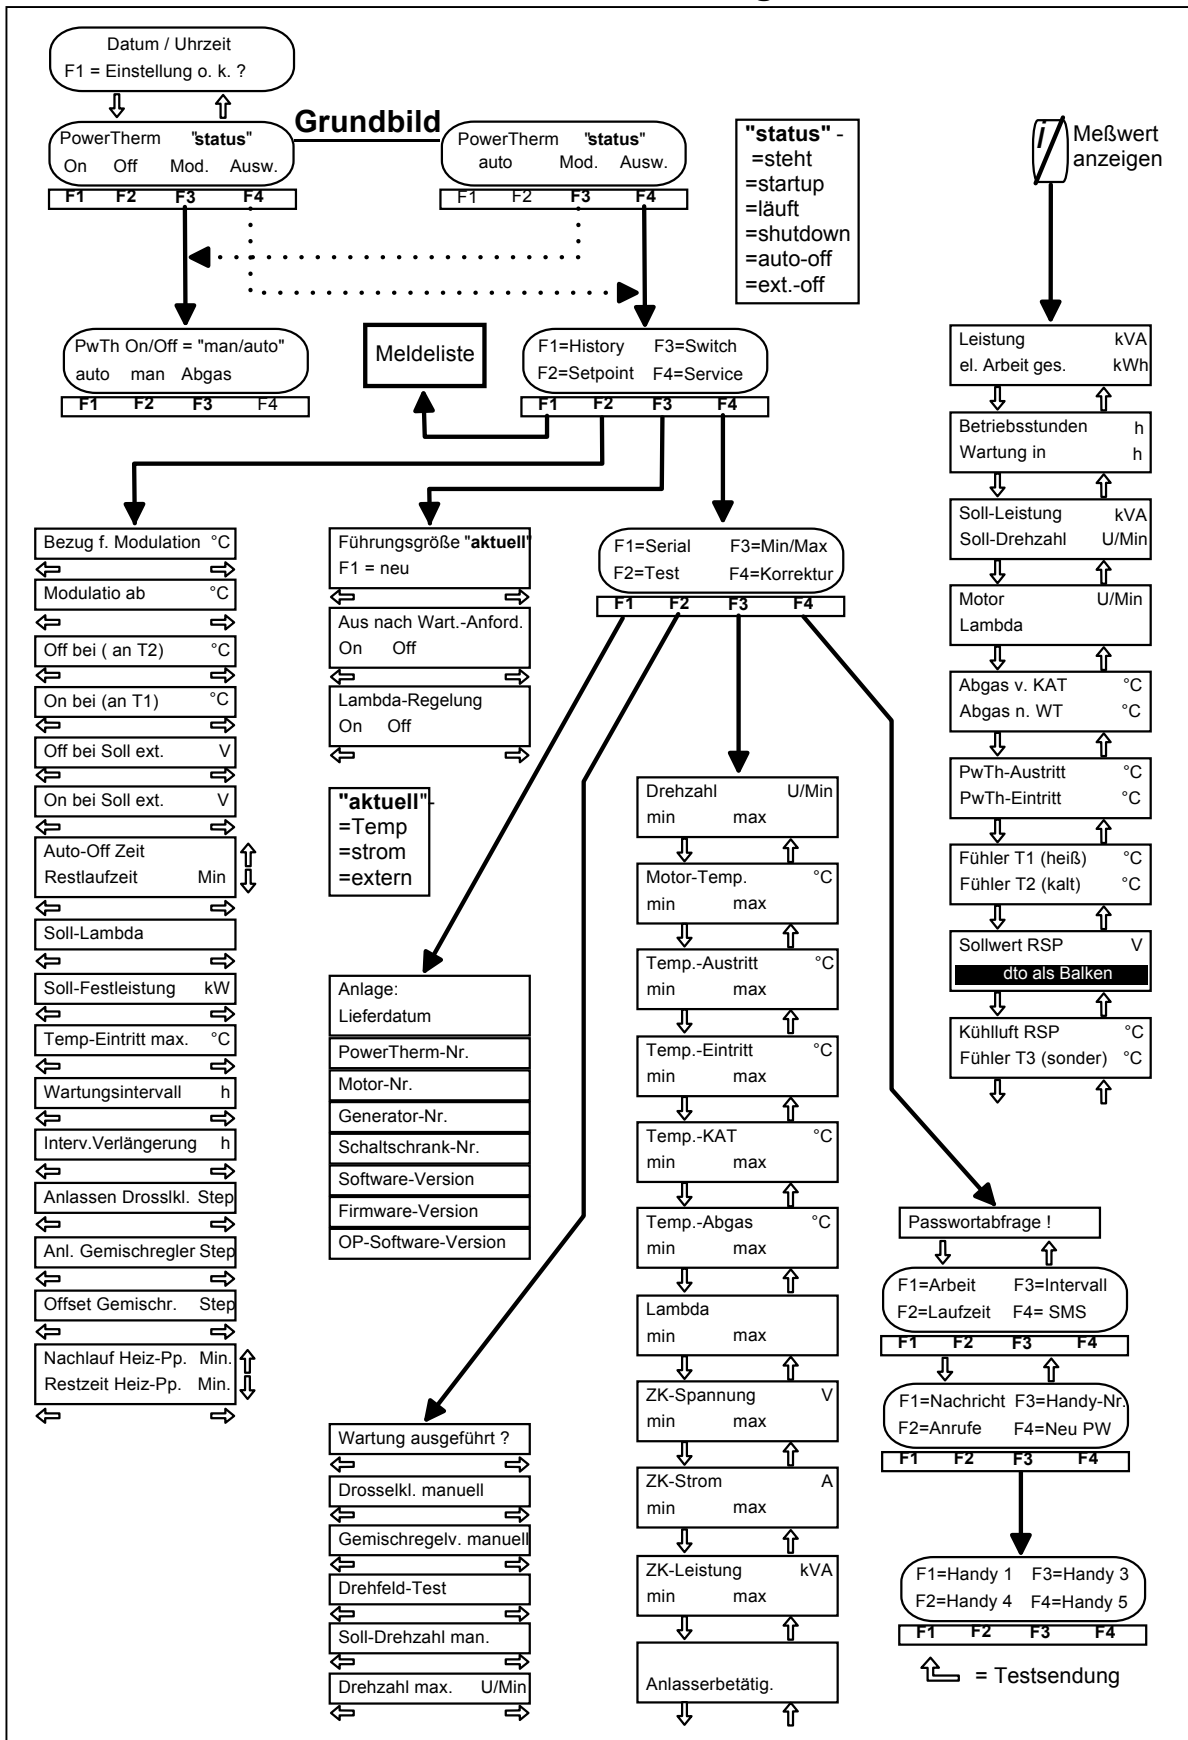 Datum / Uhrzeit
F1 = Einstellung o. k. ?
Grundbild
PowerTherm "status"
On Off Mod. Ausw.
F1 F2 F3 F4
PowerTherm "status"
auto Mod. Ausw.
F1 F2 F3 F4
"status" -
=steht
=startup
=läuft
=shutdown
=auto-off
=ext.-off
i
Meßwert
anzeigen
PwTh On/Off = "man/auto"
auto man Abgas
F1 F2 F3 F4
Meldeliste
F1=History F3=Switch
F2=Setpoint F4=Service
F1 F2 F3 F4
Bezug f. Modulation °C
Modulatio ab °C
Off bei ( an T2) °C
On bei (an T1) °C
Off bei Soll ext. V
On bei Soll ext. V
Auto-Off Zeit
Restlaufzeit Min
Soll-Lambda
Soll-Festleistung kW
Temp-Eintritt max. °C
Wartungsintervall h
Interv.Verlängerung h
Anlassen Drosslkl. Step
Anl. Gemischregler Step
Offset Gemischr. Step
Nachlauf Heiz-Pp. Min.
Restzeit Heiz-Pp. Min.
Führungsgröße "aktuell"
F1 = neu
Aus nach Wart.-Anford.
On Off
Lambda-Regelung
On Off
"aktuell"-
=Temp
=strom
=extern
F1=Serial F3=Min/Max
F2=Test F4=Korrektur
F1 F2 F3 F4
Anlage:
Lieferdatum
PowerTherm-Nr.
Motor-Nr.
Generator-Nr.
Schaltschrank-Nr.
Software-Version
Firmware-Version
OP-Software-Version
Wartung ausgeführt ?
Drosselkl. manuell
Gemischregelv. manuell
Drehfeld-Test
Soll-Drehzahl man.
Drehzahl max. U/Min
Drehzahl U/Min
min max
Motor-Temp. °C
min max
Temp.-Austritt °C
min max
Temp.-Eintritt °C
min max
Temp.-KAT °C
min max
Temp.-Abgas °C
min max
Lambda
min max
ZK-Spannung V
min max
ZK-Strom A
min max
ZK-Leistung kVA
min max
Anlasserbetätig.
Leistung kVA
el. Arbeit ges. kWh
Betriebsstunden h
Wartung in h
Soll-Leistung kVA
Soll-Drehzahl U/Min
Motor U/Min
Lambda
Abgas v. KAT °C
Abgas n. WT °C
PwTh-Austritt °C
PwTh-Eintritt °C
Fühler T1 (heiß) °C
Fühler T2 (kalt) °C
Sollwert RSP V
dto als Balken
Kühlluft RSP °C
Fühler T3 (sonder) °C
Passwortabfrage !
F1=Arbeit F3=Intervall
F2=Laufzeit F4= SMS
F1 F2 F3 F4
F1=Nachricht F3=Handy-Nr.
F2=Anrufe F4=Neu PW
F1 F2 F3 F4
F1=Handy 1 F3=Handy 3
F2=Handy 4 F4=Handy 5
F1 F2 F3 F4
= Testsendung